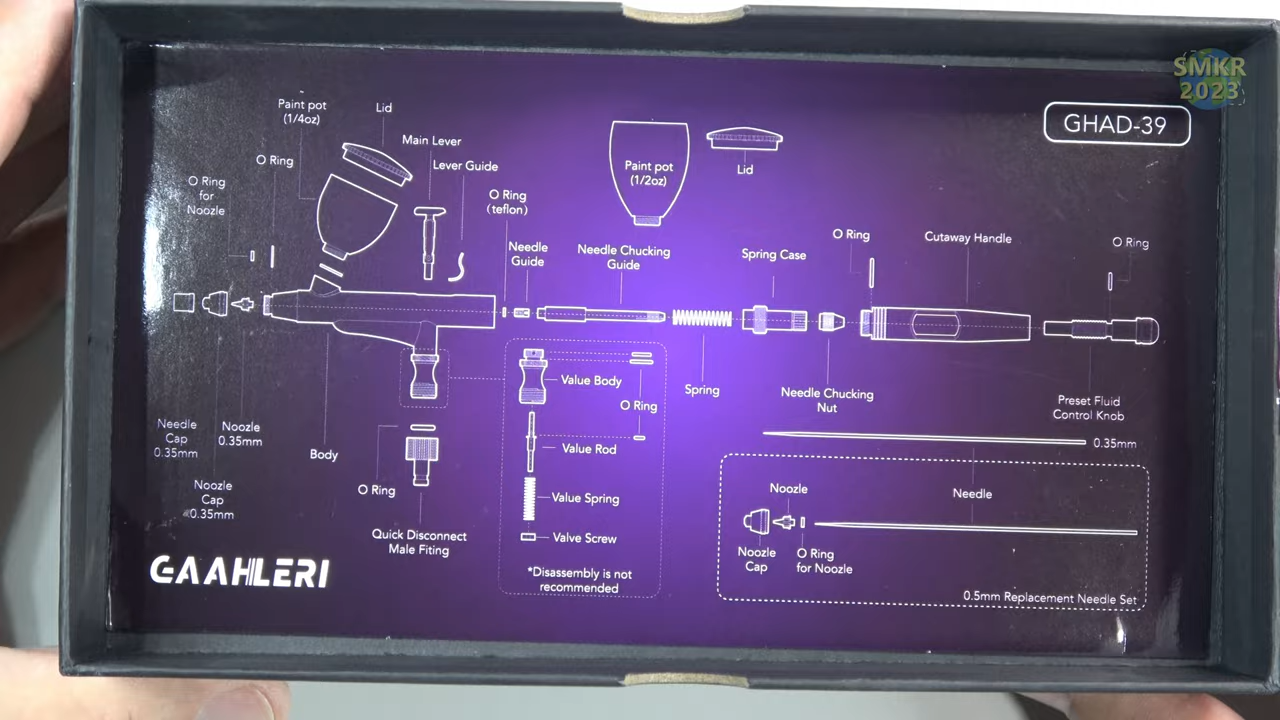 SMKR
2023
GHAD-39
Paint pot
(1/4oz)
Lid
Main Lever
Lever Guide
O Ring
O Ring
for
Noozle
O Ring
(teflon)
Needle
Guide
Needle Chucking
Guide
Paint pot
(1/2oz)
Lid
Spring Case
O Ring
Cutaway Handle
O Ring
Needle
Cap
0.35mm
Noozle
0.35mm
Noozle
Cap
0.35mm
Body
O Ring
Quick Disconnect
Male Fiting
Value Body
O Ring
Value Rod
Value Spring
Valve Screw
*Disassembly is not
recommended
Spring
Needle Chucking
Nut
Preset Fluid
Control Knob
0.35mm
Needle
Noozle
Noozle
Cap
O Ring
for Noozle
0.5mm Replacement Needle Set
GAAHLERI